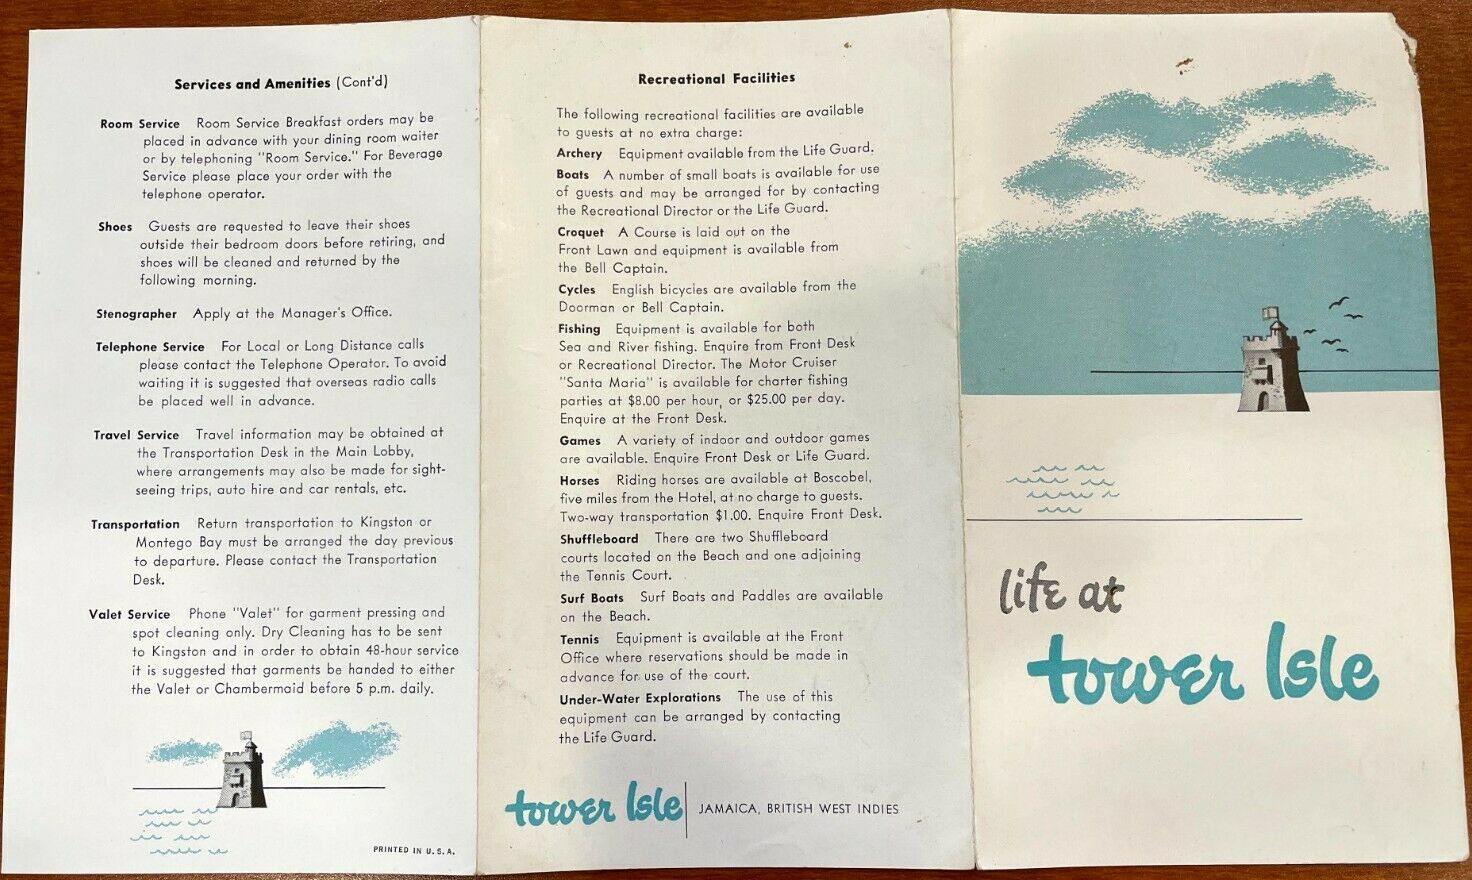 Services and Amenities (Cont'd)
Room Service Room Service Breakfast orders may be
placed in advance with your dining room waiter
or by telephoning "Room Service." For Beverage
Service please place your order with the
telephone operator.
Shoes Guests are requested to leave their shoes
outside their bedroom doors before retiring, and
shoes will be cleaned and returned by the
following morning.
Stenographer Apply at the Manager's Office.
Telephone Service For Local or Long Distance calls
please contact the Telephone Operator. To avoid
waiting it is suggested that overseas radio calls
be placed well in advance.
Travel Service Travel information may be obtained at
the Transportation Desk in the Main Lobby,
where arrangements may also be made for sight-
seeing trips, auto hire and car rentals, etc.
Transportation Return transportation to Kingston or
Montego Bay must be arranged the day previous
to departure. Please contact the Transportation
Desk.
Valet Service Phone "Valet" for garment pressing and
spot cleaning only. Dry Cleaning has to be sent
to Kingston and in order to obtain 48-hour service
it is suggested that garments be handed to either
the Valet or Chambermaid before 5 p.m. daily.
PRINTED IN U.S.A.
Recreational Facilities
The following recreational facilities are available
to guests at no extra charge:
Archery Equipment available from the Life Guard.
Boats A number of small boats is available for use
of guests and may be arranged for by contacting
the Recreational Director or the Life Guard.
Croquet A Course is laid out on the
Front Lawn and equipment is available from
the Bell Captain.
Cycles English bicycles are available from the
Doorman or Bell Captain.
Fishing Equipment is available for both
Sea and River fishing. Enquire from Front Desk
or Recreational Director. The Motor Cruiser
"Santa Maria" is available for charter fishing
parties at $8.00 per hour, or $25.00 per day.
Enquire at the Front Desk.
Games A variety of indoor and outdoor games
are available. Enquire Front Desk or Life Guard.
Horses Riding horses are available at Boscobel,
five miles from the Hotel, at no charge to guests.
Two-way transportation $1.00. Enquire Front Desk.
Shuffleboard There are two Shuffleboard
courts located on the Beach and one adjoining
the Tennis Court.
Surf Boats Surf Boats and Paddles are available
on the Beach.
Tennis Equipment is available at the Front
Office where reservations should be made in
advance for use of the court.
Under-Water Explorations The use of this
equipment can be arranged by contacting
the Life Guard.
tower Isle JAMAICA, BRITISH WEST INDIES
life at
tower Isle